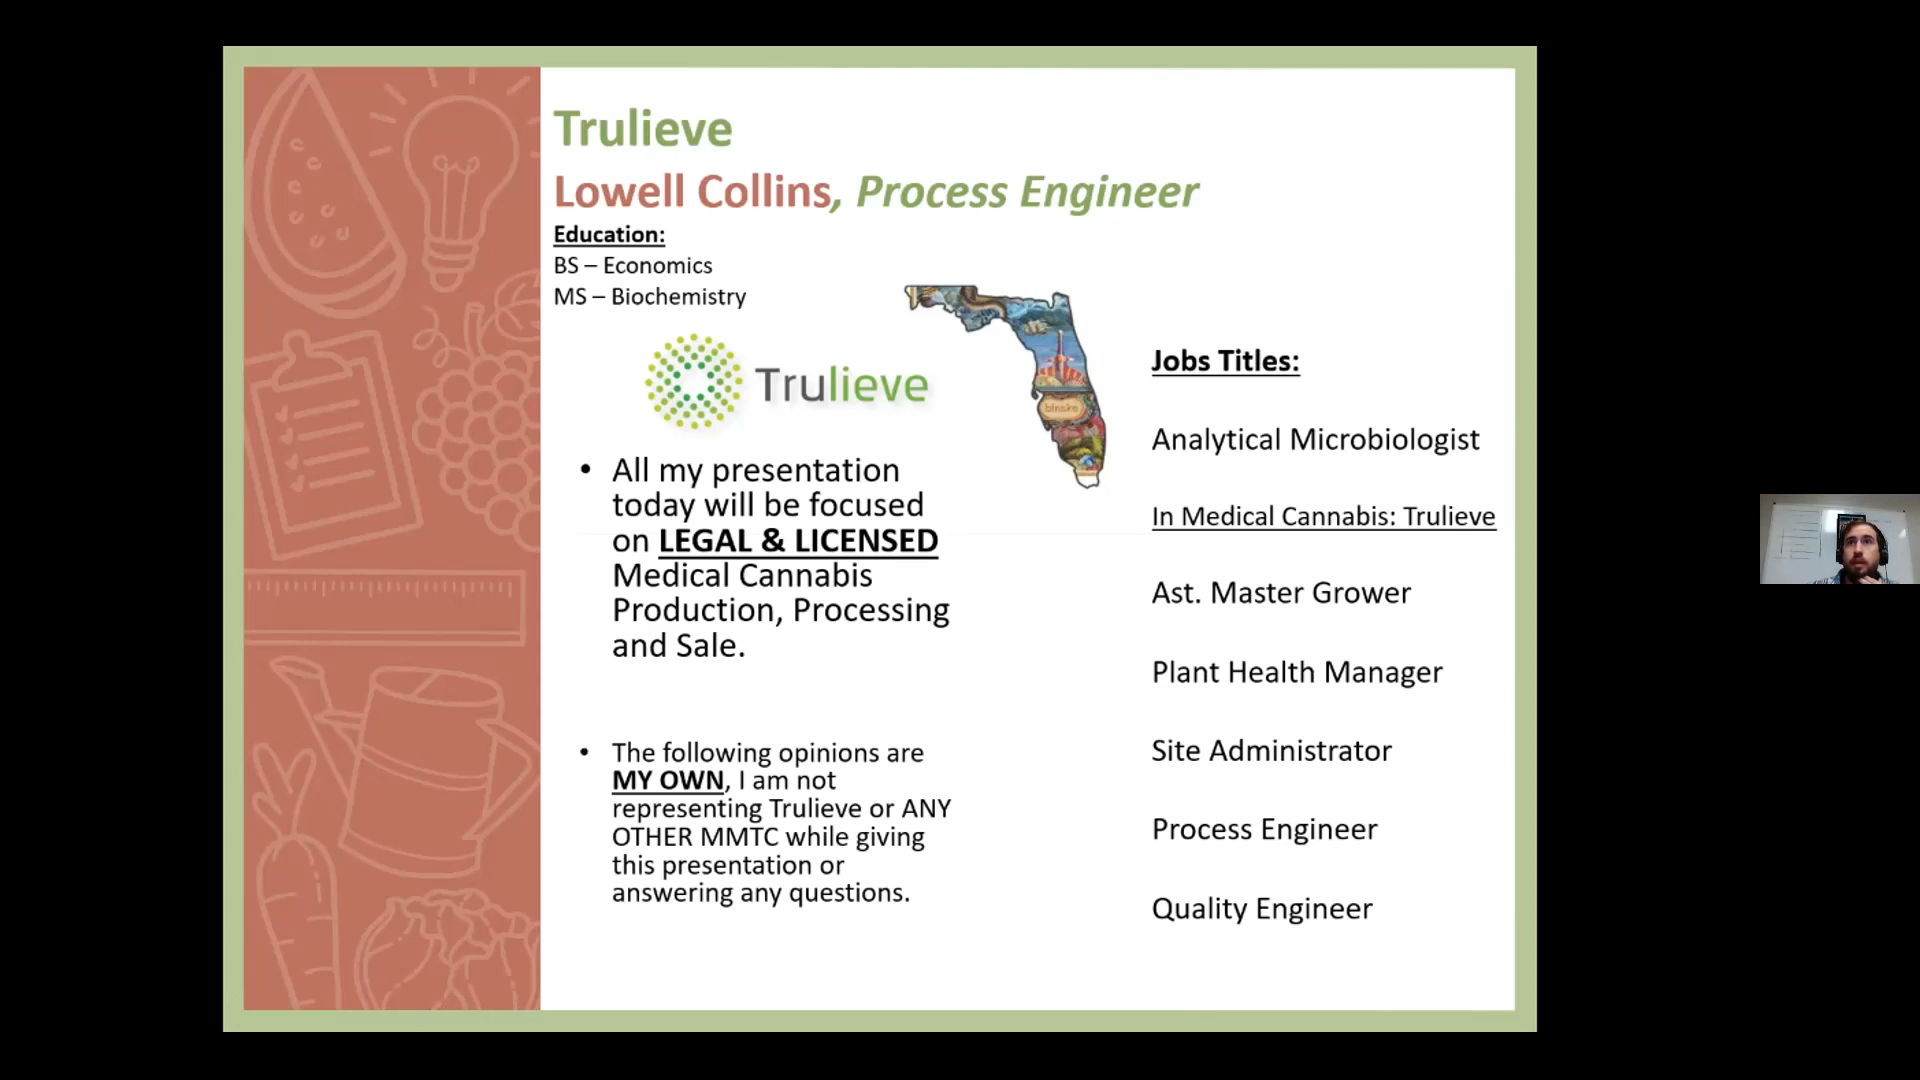 Trulieve
Lowell Collins, Process Engineer
Education:
BS – Economics
MS – Biochemistry
Trulieve
binske
• All my presentation
today will be focused
on LEGAL & LICENSED
Medical Cannabis
Production, Processing
and Sale.
• The following opinions are
MY OWN, I am not
representing Trulieve or ANY
OTHER MMTC while giving
this presentation or
answering any questions.
Jobs Titles:
Analytical Microbiologist
In Medical Cannabis: Trulieve
Ast. Master Grower
Plant Health Manager
Site Administrator
Process Engineer
Quality Engineer